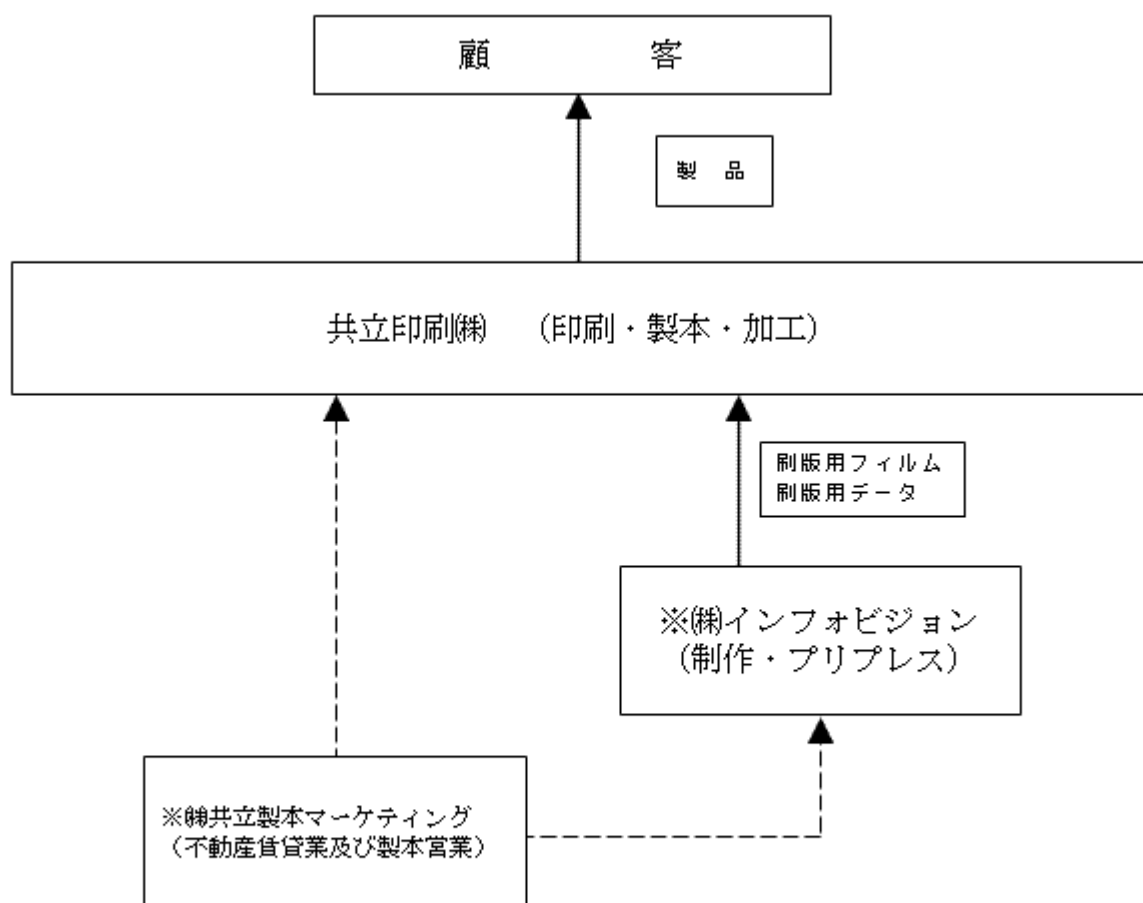 顧　客
製　品
共立印刷㈱　（印刷・製本・加工）
刷版用フィルム
刷版用データ
※㈱インフォビジョン
（制作・プリプレス）
※㈱共立製本マーケティング
（不動産賃貸業及び製本営業）